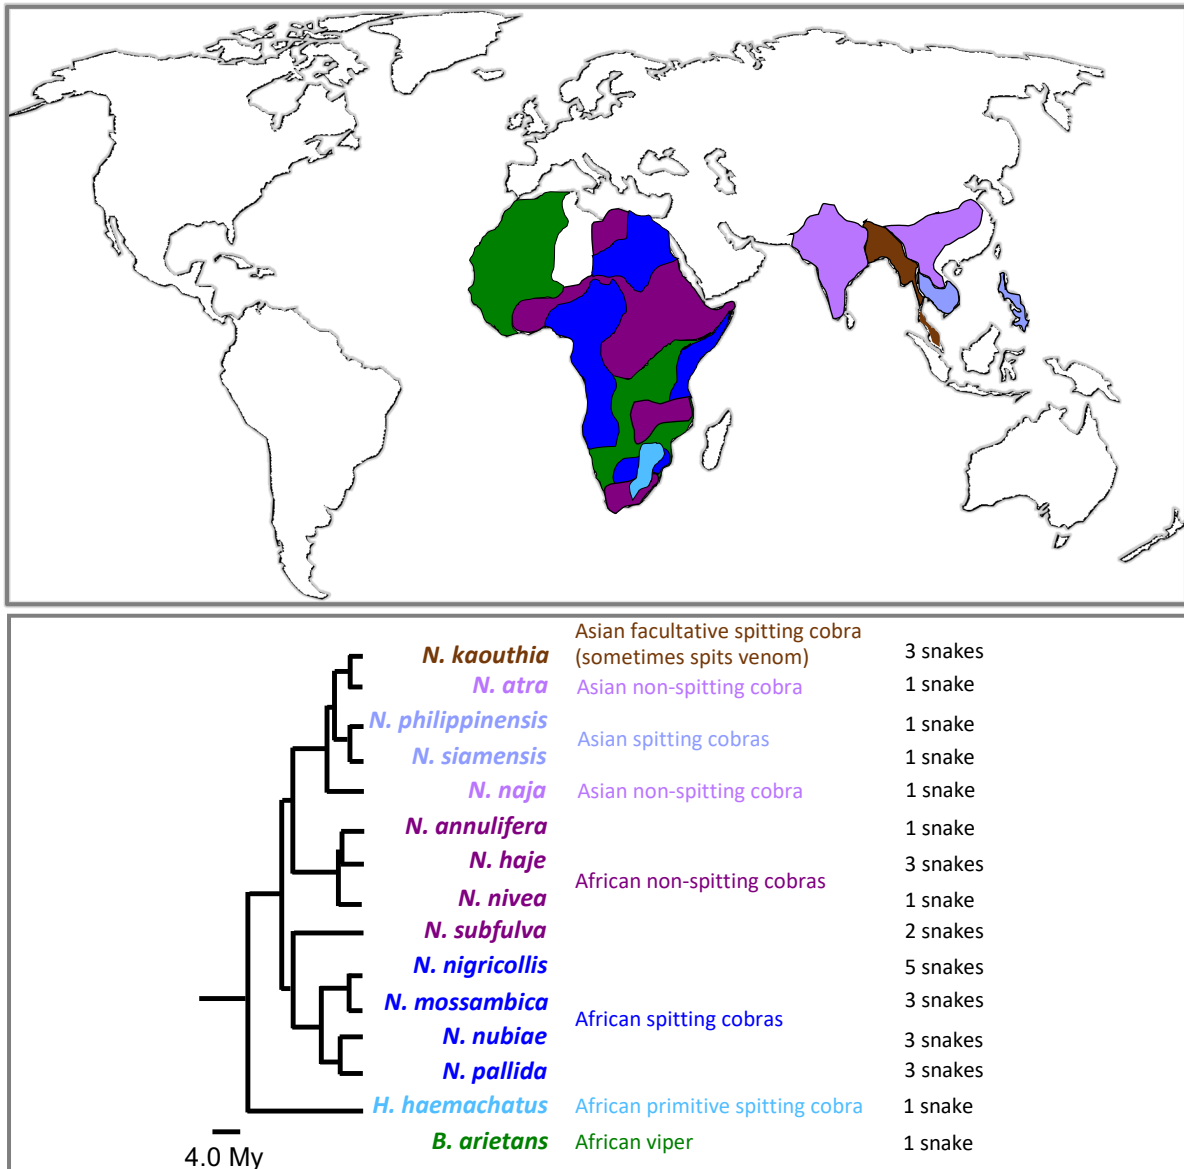 Asian facultative spitting cobra
N. kaouthia (sometimes spits venom) 3 snakes
N. atra Asian non-spitting cobra 1 snake
N. philippinensis 1 snake
Asian spitting cobras
N. siamensis 1 snake
N. naja Asian non-spitting cobra 1 snake
N. annulifera 1 snake
N. haje 3 snakes
African non-spitting cobras
N. nivea 1 snake
N. subfulva 2 snakes
N. nigricollis 5 snakes
N. mossambica 3 snakes
African spitting cobras
N. nubiae 3 snakes
N. pallida 3 snakes
H. haemachatus African primitive spitting cobra 1 snake
B. arietans African viper 1 snake
4.0 My